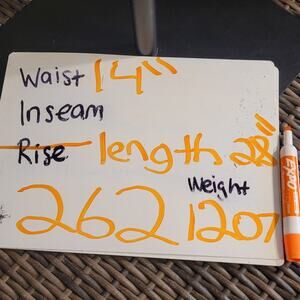 Waist 14"
Inseam
Rise length 28"
Weight
262 1207
EXPO